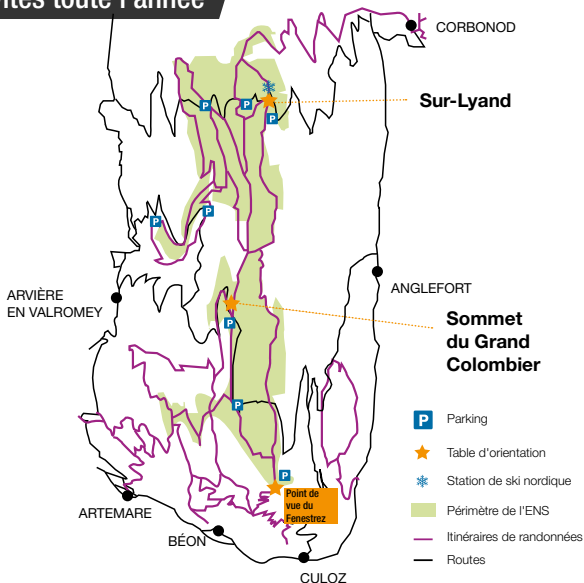 toute l'année
CORBONOD
P
P
P
Sur-Lyand
P
P
ANGLEFORT
ARVIÈRE
EN VALROMEY
Sommet
du Grand
Colombier
P
P
P
Parking
Table d'orientation
P
Station de ski nordique
Point de
vue du
Fenestrez
Périmètre de l'ENS
ARTEMARE
Itinéraires de randonnées
BÉON
Routes
CULOZ